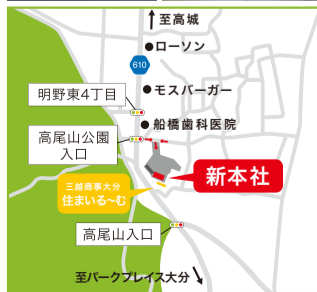 至高城
ローソン
610
モスバーガー
明野東4丁目
船橋歯科医院
高尾山公園
入口
新本社
三越商事大分
住まいる〜む
高尾山入口
至パークプレイス大分